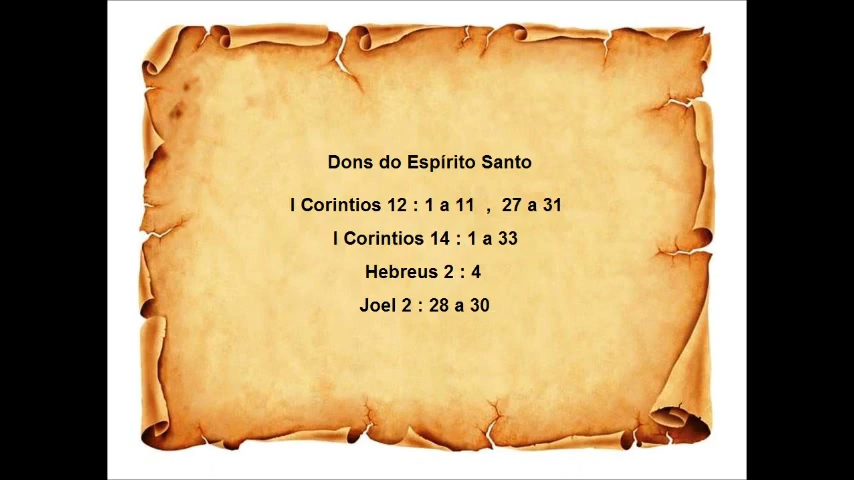 Dons do Espírito Santo
I Corintios 12 : 1 a 11 , 27 a 31
I Corintios 14 : 1 a 33
Hebreus 2 : 4
Joel 2 : 28 a 30